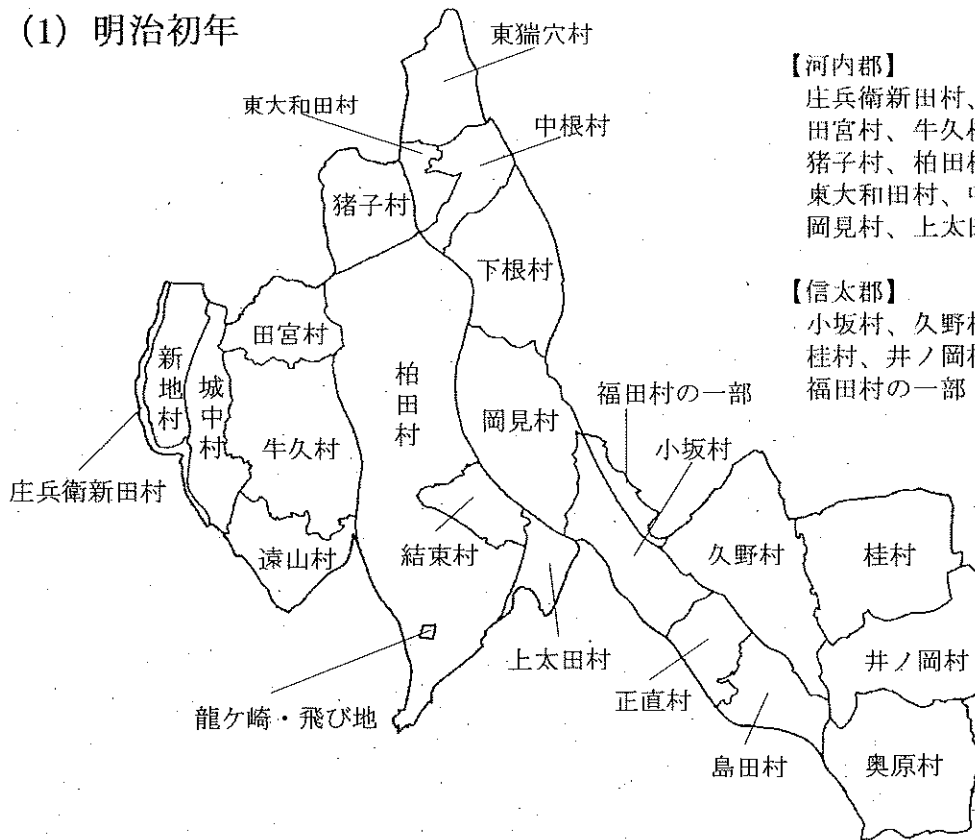 (1) 明治初年
東猯穴村
東大和田村
中根村
猪子村
下根村
田宮村
新地村
城中村
柏田村
牛久村
岡見村
福田村の一部
小坂村
庄兵衛新田村
遠山村
結束村
久野村
桂村
上太田村
正直村
井ノ岡村
龍ケ崎・飛び地
島田村
奥原村
【河内郡】
庄兵衛新田村、
田宮村、牛久
猪子村、柏田村
東大和田村、
岡見村、上太
【信太郡】
小坂村、久野村
桂村、井ノ岡村
福田村の一部